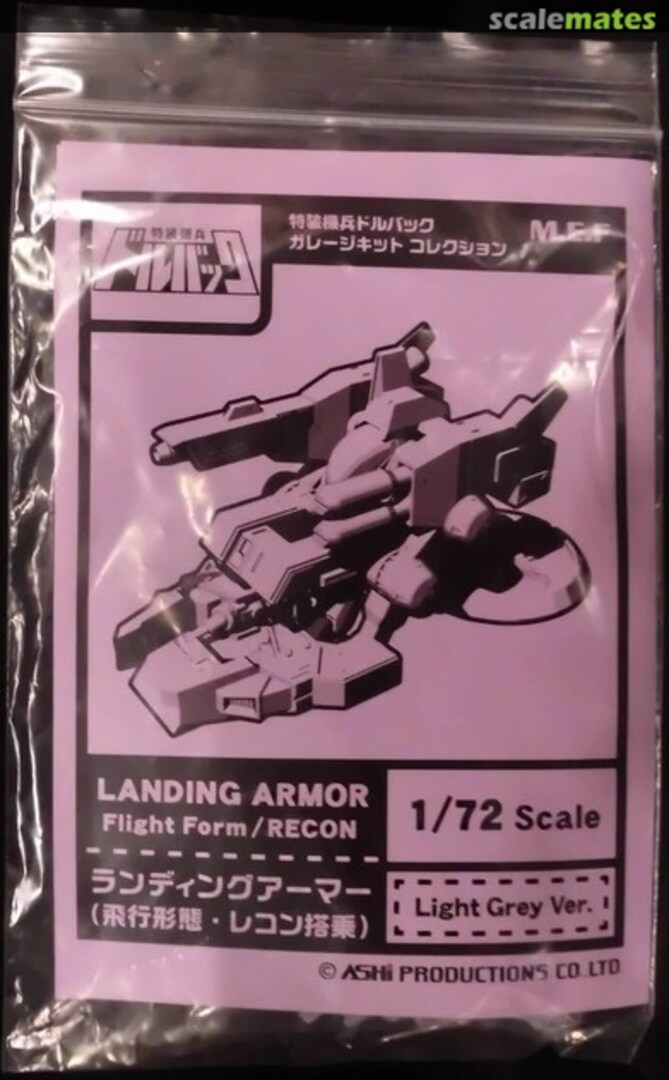 scalemates
特装機兵
ドルバック
特装機兵ドルバック
ガレージキット コレクション
M.E.F
LANDING ARMOR
Flight Form/RECON
ランディングアーマー
(飛行形態・レコン搭乗)
1/72 Scale
Light Grey Ver.
© ASHi PRODUCTIONS CO.,LTD.